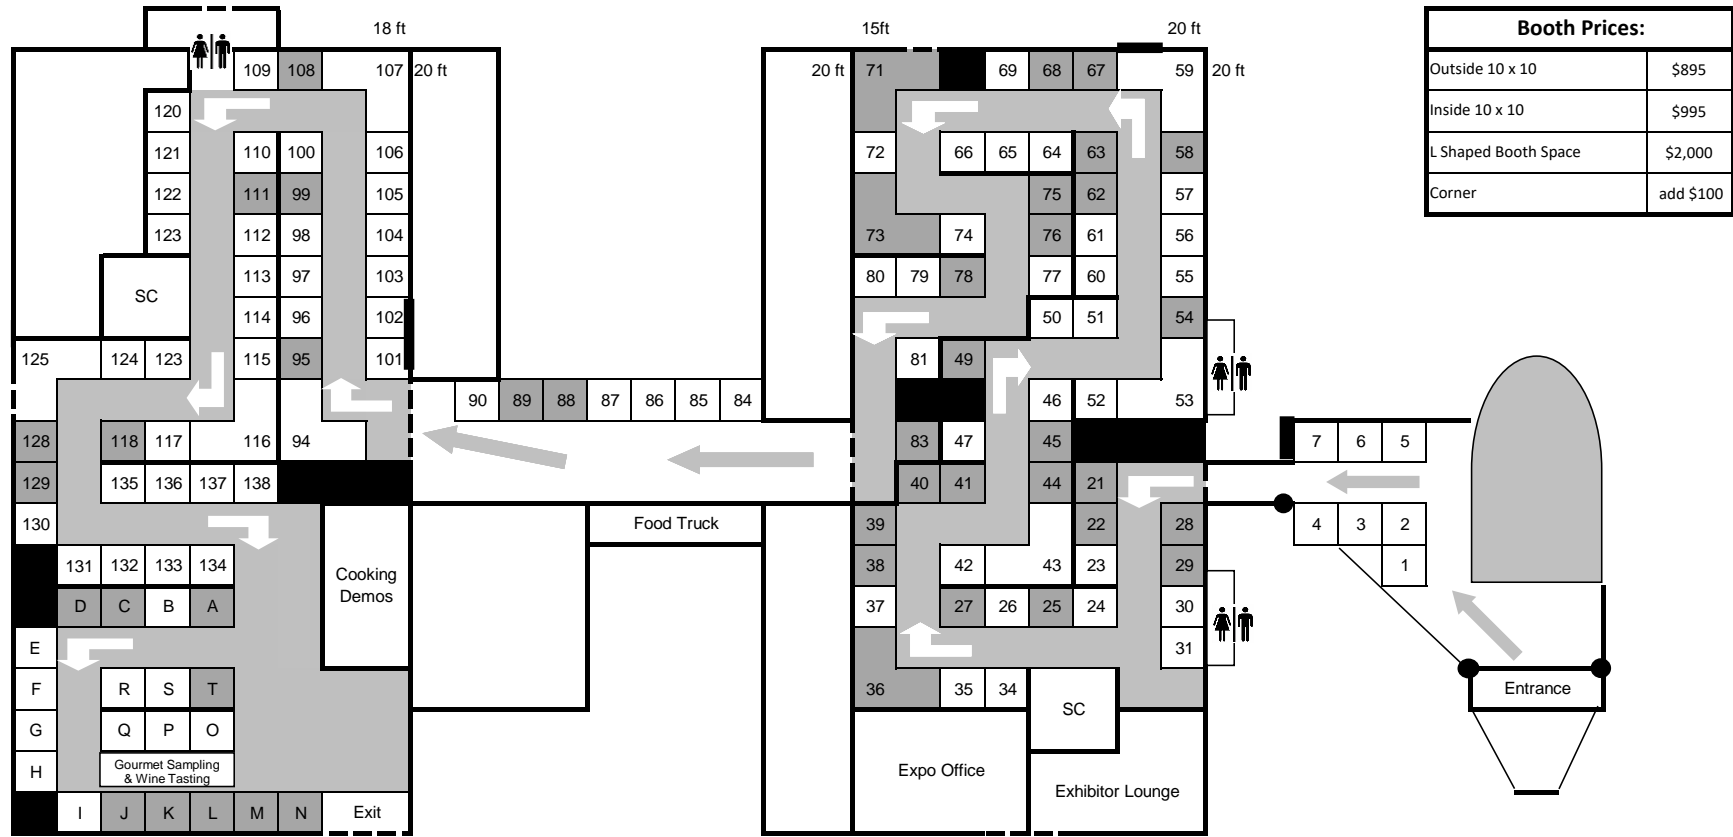 18 ft
15ft
20 ft
Booth Prices:
109 108 107 20 ft
20 ft 71 69 68 67 59 20 ft
Outside 10 x 10 $895
120
Inside 10 x 10 $995
121 110 100 106
72 66 65 64 63 58
L Shaped Booth Space $2,000
122 111 99 105
75 62 57
Corner add $100
123 112 98 104
73 74 76 61 56
113 97 103
80 79 78 77 60 55
SC
114 96 102
50 51 54
125 124 123 115 95 101
81 49
90 89 88 87 86 85 84
46 52 53
128 118 117 116 94
83 47 45
7 6 5
129 135 136 137 138
40 41 44 21
130
Food Truck
39 22 28
4 3 2
131 132 133 134
Cooking
Demos
38 42 43 23 29
1
D C B A
37 27 26 25 24 30
E
31
F R S T
36 35 34
SC
Entrance
G Q P O
H
Gourmet Sampling
& Wine Tasting
Expo Office
Exhibitor Lounge
I J K L M N Exit